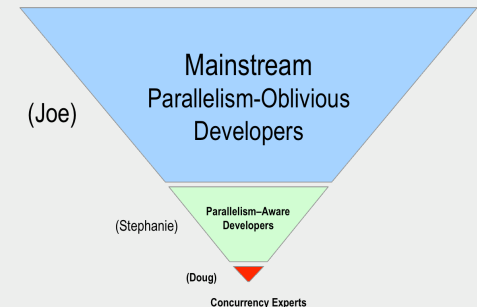 Mainstream
Parallelism-Oblivious
Developers
(Joe)
Parallelism–Aware
Developers
(Stephanie)
(Doug)
Concurrency Experts